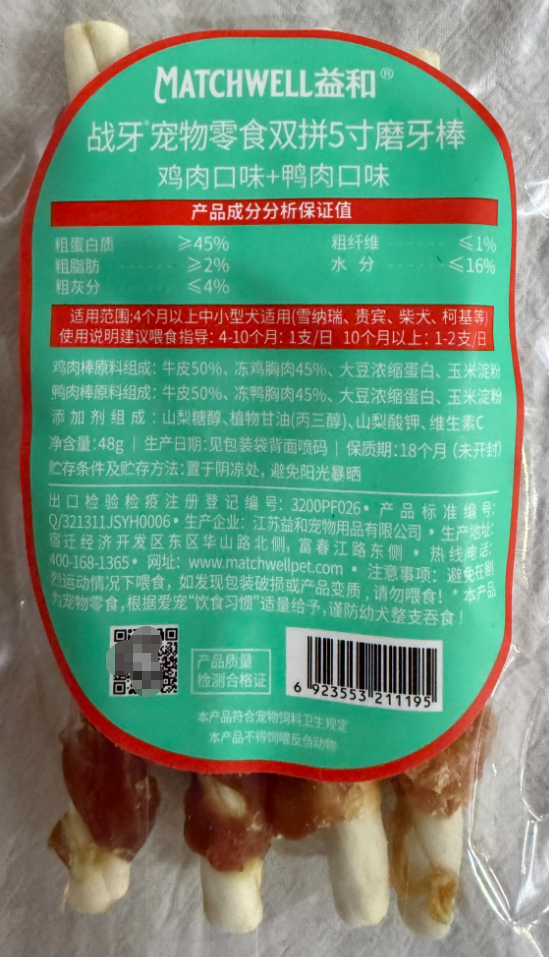 MATCHWELL益和®
战牙®宠物零食双拼5寸磨牙棒
鸡肉口味+鸭肉口味
产品成分分析保证值
粗蛋白质 ≥45% 粗纤维 ≤1%
粗脂肪 ≥2% 水 分 ≤16%
粗灰分 ≤4%
适用范围:4个月以上中小型犬适用(雪纳瑞、贵宾、柴犬、柯基等)
使用说明建议喂食指导: 4-10个月: 1支/日 10个月以上: 1-2支/日
鸡肉棒原料组成: 牛皮50%、冻鸡胸肉45%、大豆浓缩蛋白、玉米淀粉
鸭肉棒原料组成: 牛皮50%、冻鸭胸肉45%、大豆浓缩蛋白、玉米淀粉
添加剂组成:山梨糖醇、植物甘油(丙三醇)、山梨酸钾、维生素C
净含量:48g | 生产日期:见包装袋背面喷码 | 保质期:18个月 (未开封)
贮存条件及贮存方法:置于阴凉处, 避免阳光暴晒
出口检验检疫注册登记编号: 3200PF026• 产品标准编号:
Q/321311JSYH0006• 生产企业: 江苏益和宠物用品有限公司 • 生产地址:
宿迁经济开发区东区华山路北侧, 富春江路东侧 • 热线电话:
400-168-1365• 网址: www.matchwellpet.com • 注意事项: 避免在剧
烈运动情况下喂食, 如发现包装破损或产品变质, 请勿喂食! * 本产品
为宠物零食,根据爱宠“饮食习惯”适量给予, 谨防幼犬整支吞食!
产品质量
检测合格证
6 923553 211195
本产品符合宠物饲料卫生规定
本产品不得饲喂反刍动物